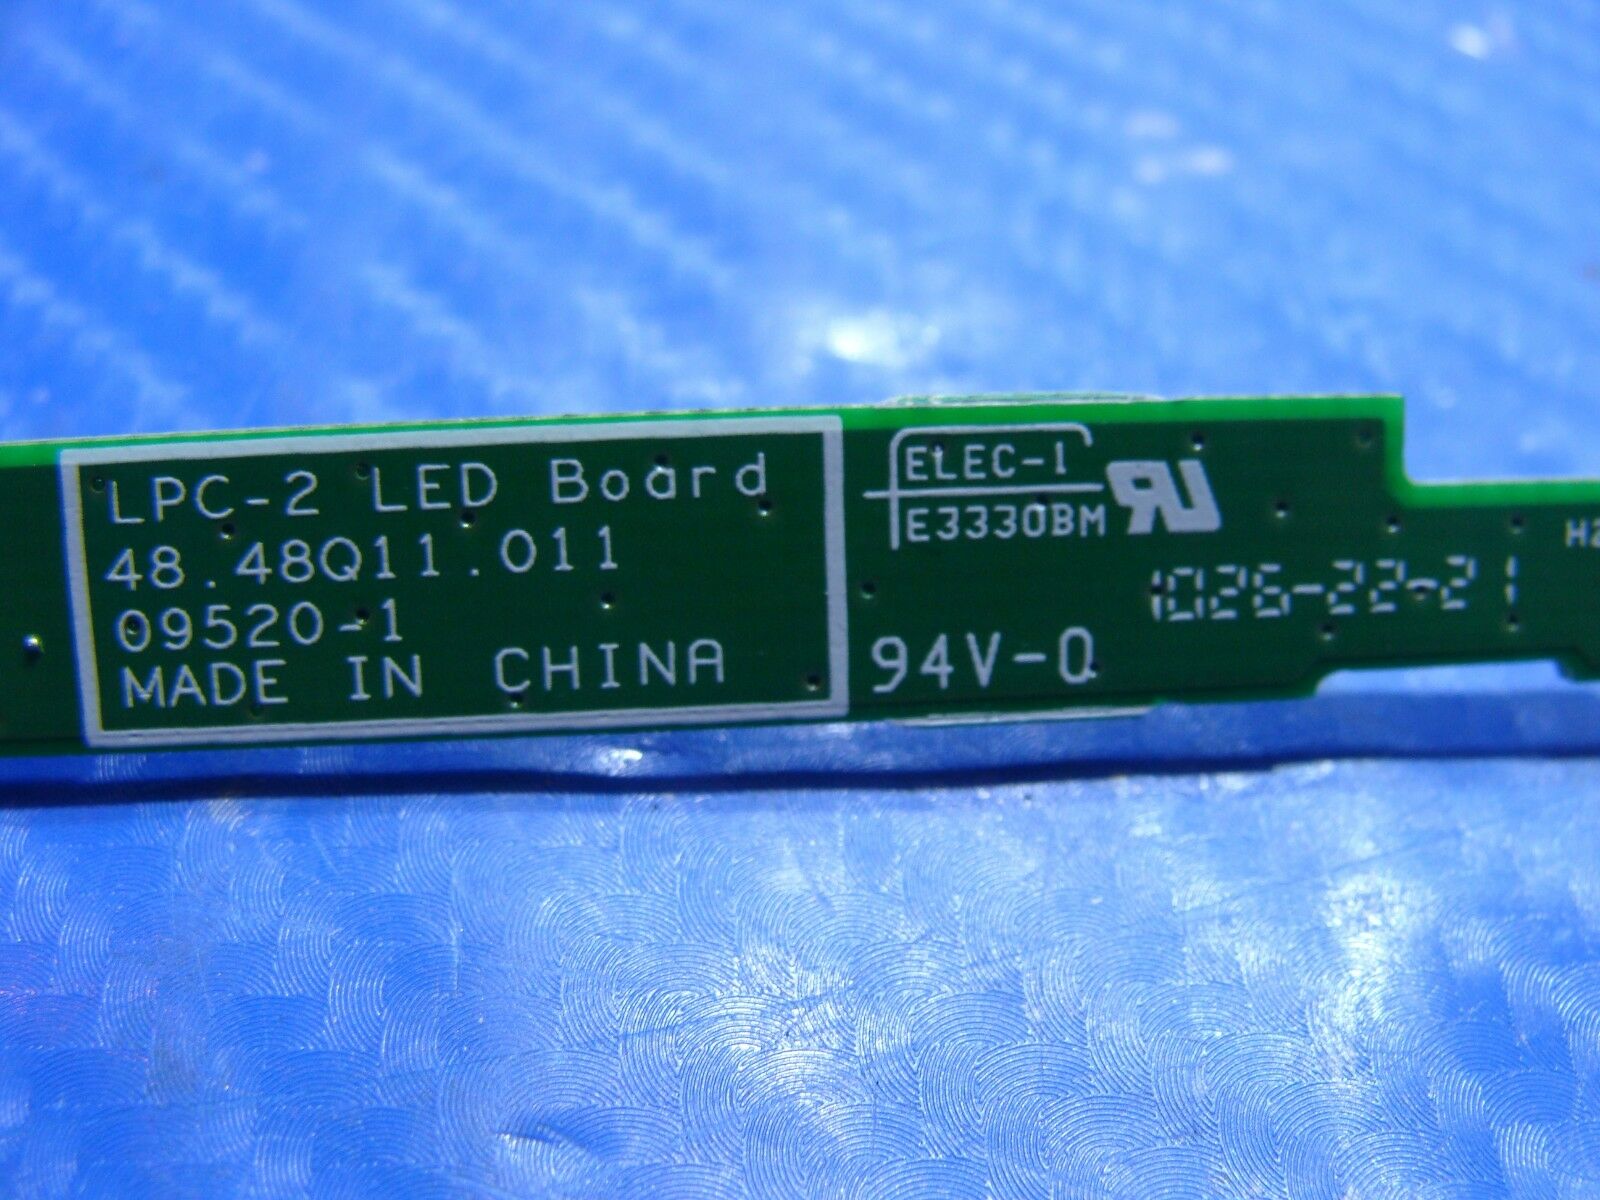 LPC-2 LED Board
48.48Q11.011
09520-1
MADE IN CHINA
ELEC-1
E3330BM
94V-0
1026-22-21